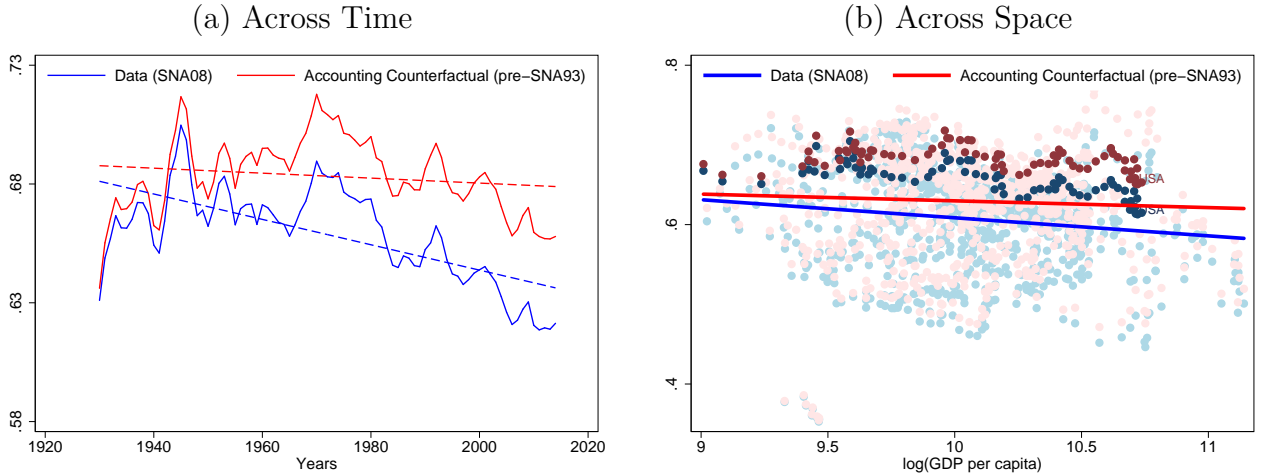 (a) Across Time
(b) Across Space
.73
Data (SNA08)
Accounting Counterfactual (pre−SNA93)
.68
.63
.58
1920
1940
1960
1980
2000
2020
Years
.8
Data (SNA08)
Accounting Counterfactual (pre−SNA93)
USA
USA
.6
.4
9
9.5
10
10.5
11
log(GDP per capita)